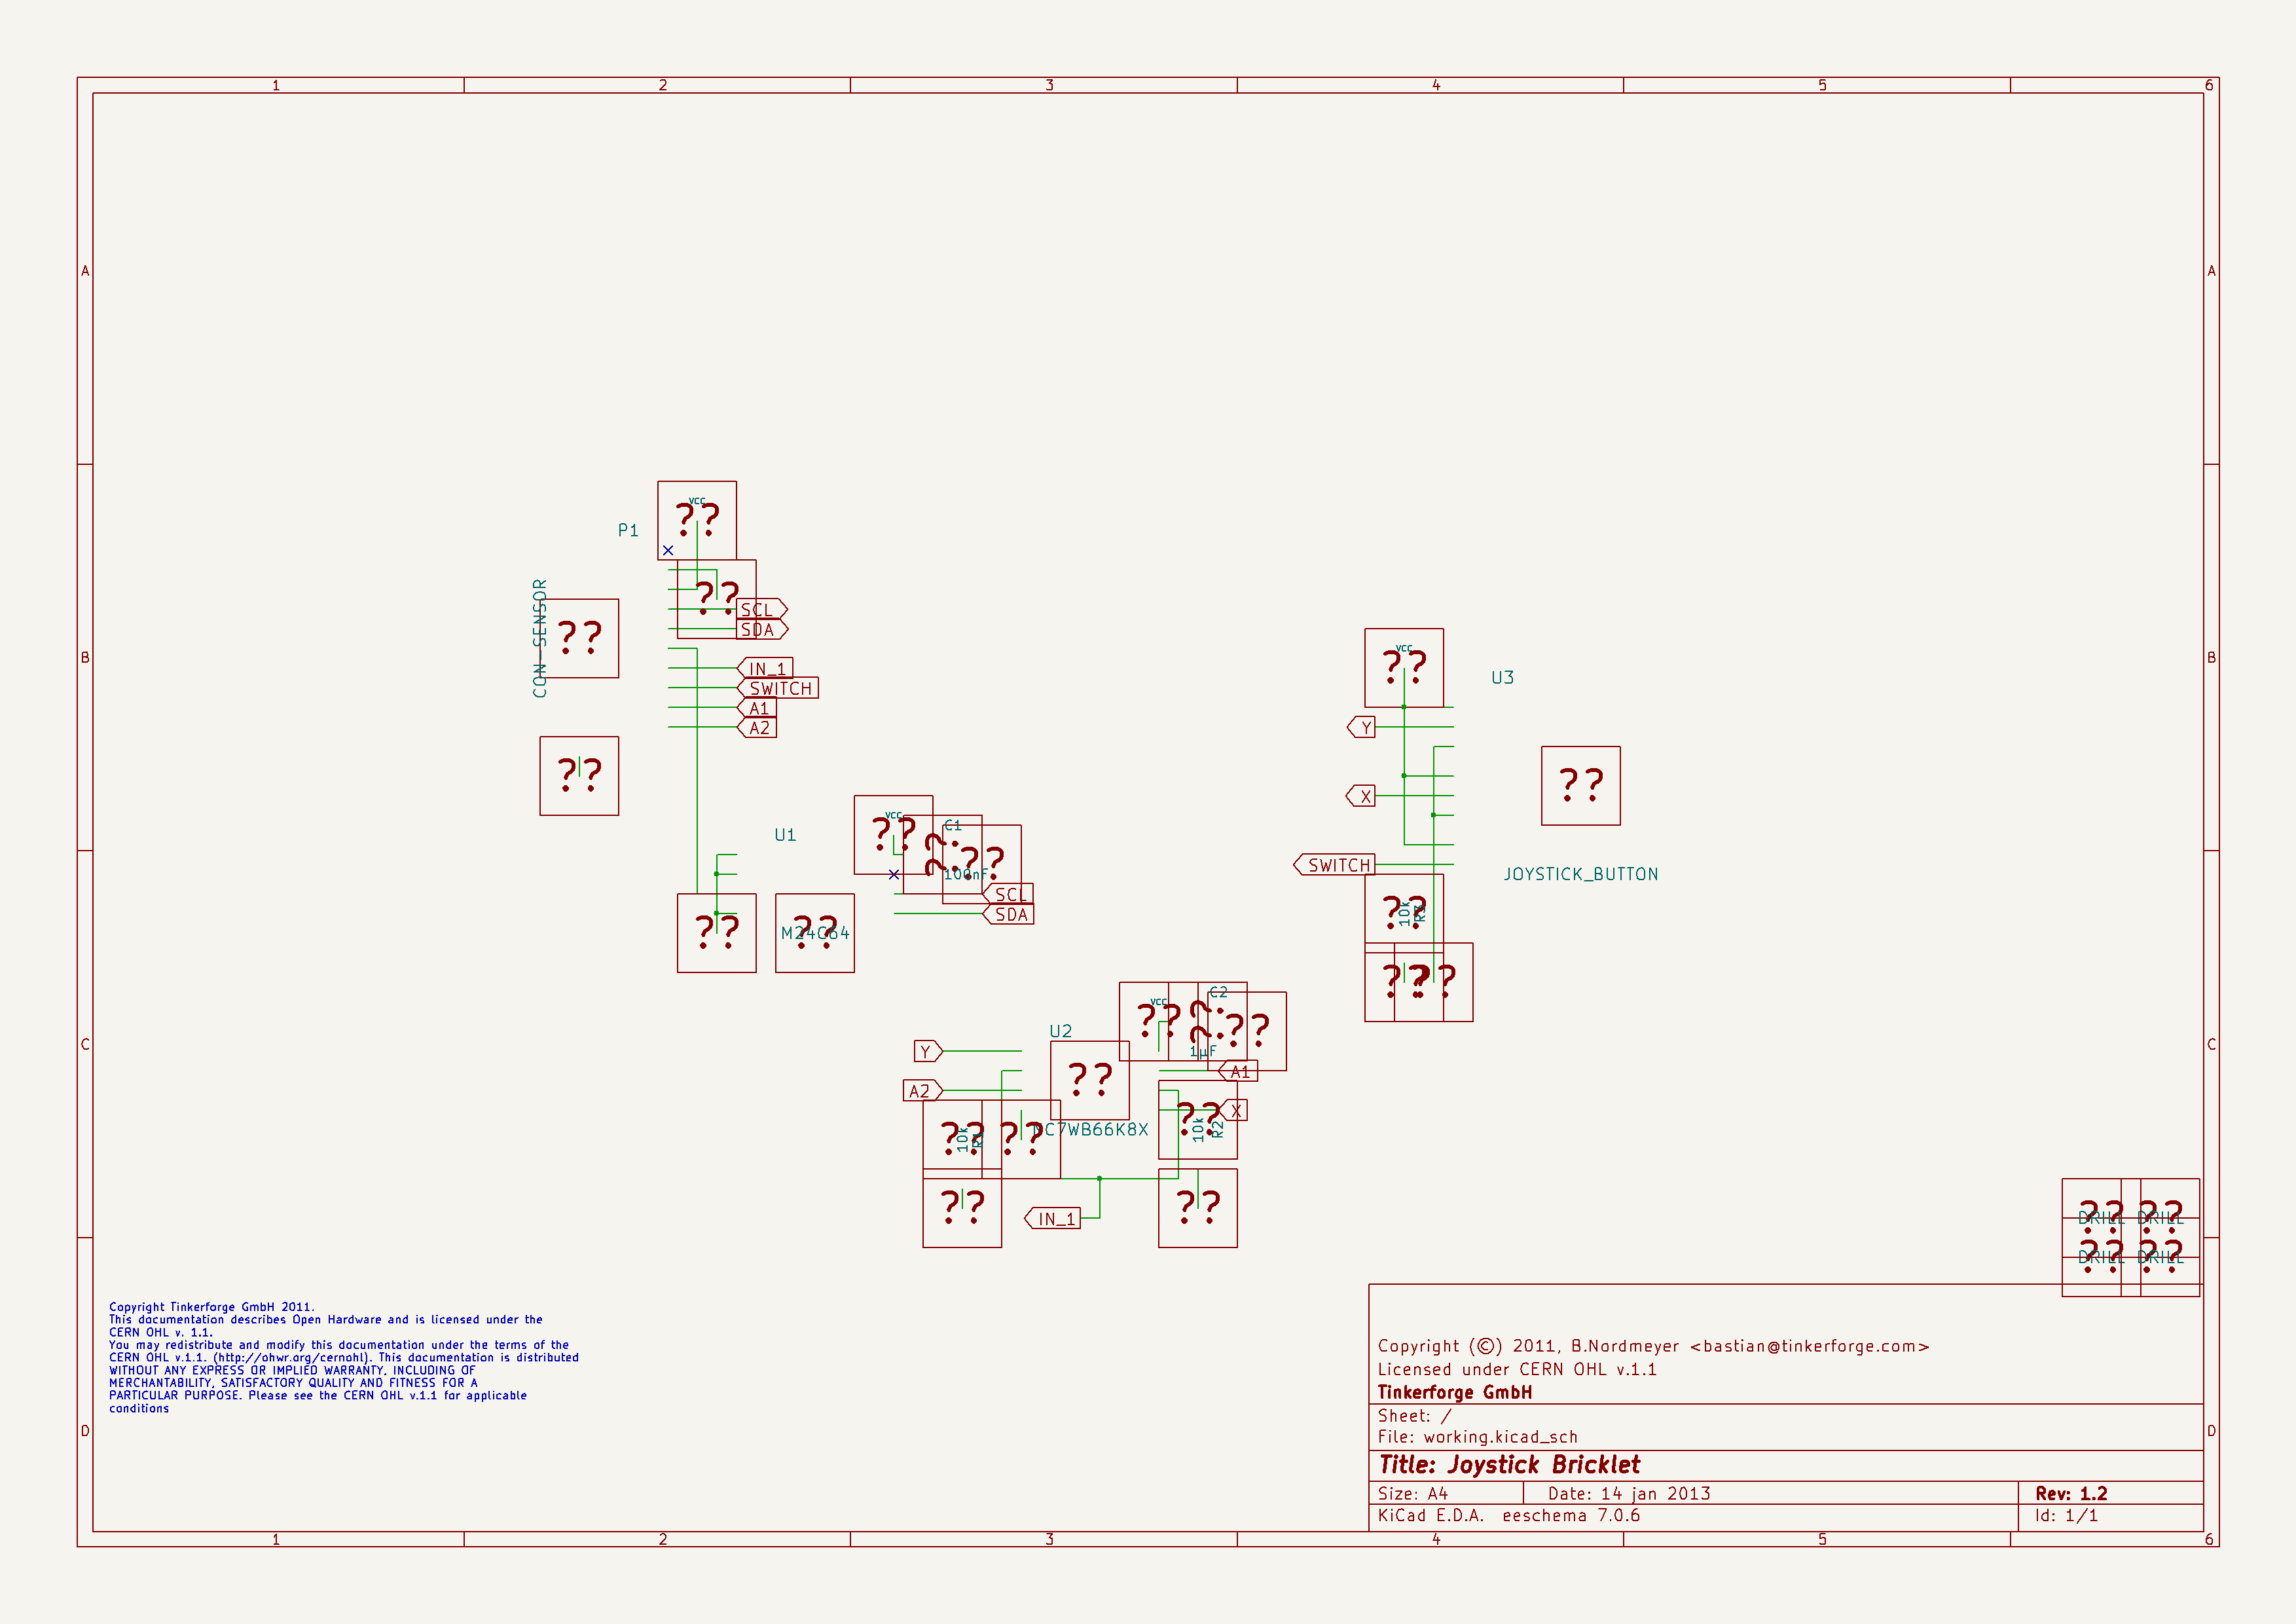 1 2 3 4 5 6
A A
VCC
??
P1
??
SCL
CON-SENSOR
??
SDA
B B
IN_1
SWITCH
A1
A2
??
VCC
??
U3
Y
X
??
SWITCH
JOYSTICK_BUTTON
??
10k
R3
??
??
U1
VCC
??
C1
??
??
100nF
SCL
SDA
??
??
M24C64
VCC
??
C2
??
??
1µF
C C
U2
Y
??
A1
A2
X
??
10k
R2
??
10k
R1
??
NC7WB66K8X
??
IN_1
??
??
DRILL
??
DRILL
??
DRILL
??
DRILL
Copyright Tinkerforge GmbH 2011.
This documentation describes Open Hardware and is licensed under the
CERN OHL v. 1.1.
You may redistribute and modify this documentation under the terms of the
CERN OHL v.1.1. (http://ohwr.org/cernohl). This documentation is distributed
WITHOUT ANY EXPRESS OR IMPLIED WARRANTY, INCLUDING OF
MERCHANTABILITY, SATISFACTORY QUALITY AND FITNESS FOR A
PARTICULAR PURPOSE. Please see the CERN OHL v.1.1 for applicable
conditions
Copyright (©) 2011, B.Nordmeyer <bastian@tinkerforge.com>
Licensed under CERN OHL v.1.1
Tinkerforge GmbH
Sheet: /
File: working.kicad_sch
D D
Title: Joystick Bricklet
Size: A4 Date: 14 jan 2013 Rev: 1.2
KiCad E.D.A. eeschema 7.0.6 Id: 1/1
1 2 3 4 5 6